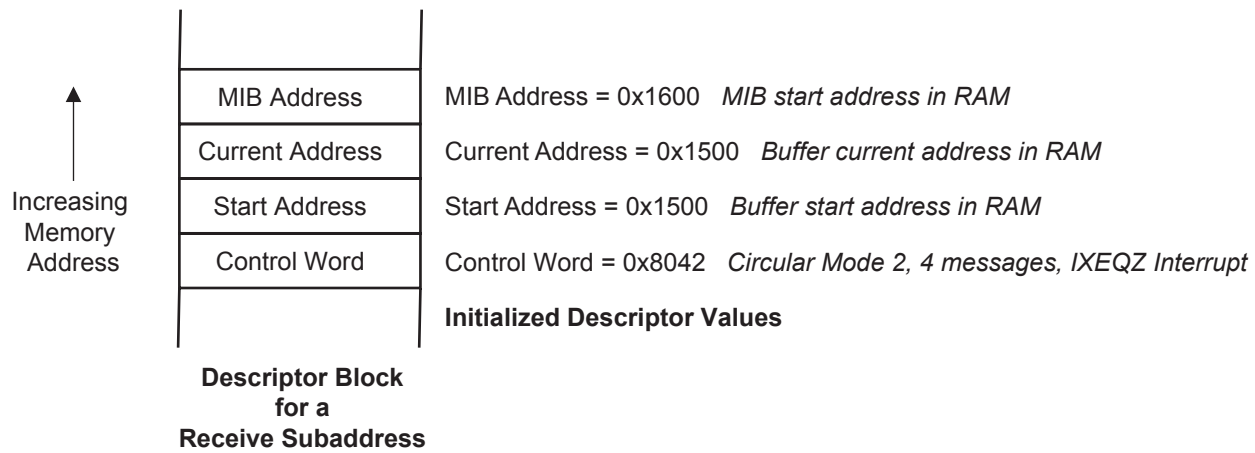 MIB Address
MIB Address = 0x1600 MIB start address in RAM
Current Address
Current Address = 0x1500 Buffer current address in RAM
Start Address
Start Address = 0x1500 Buffer start address in RAM
Control Word
Control Word = 0x8042 Circular Mode 2, 4 messages, IXEQZ Interrupt
Increasing
Memory
Address
Initialized Descriptor Values
Descriptor Block
for a
Receive Subaddress